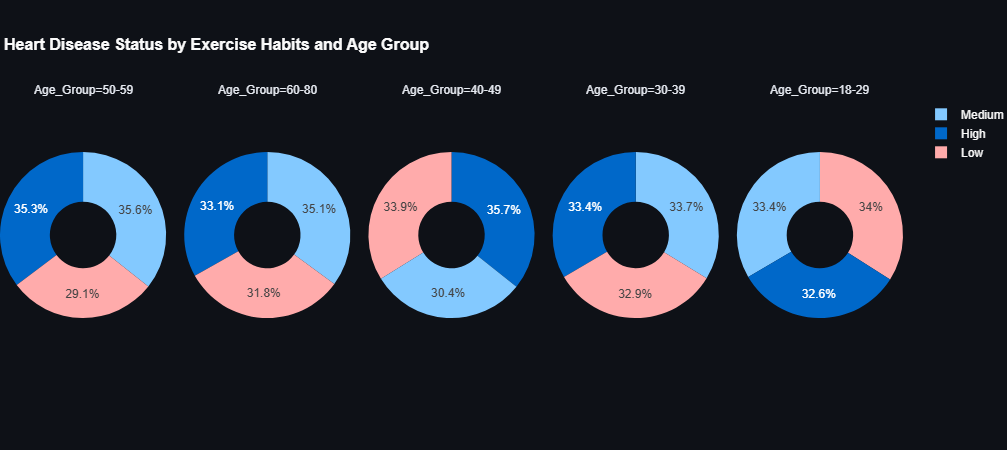 Heart Disease Status by Exercise Habits and Age Group
Age_Group=50-59
Age_Group=60-80
Age_Group=40-49
Age_Group=30-39
Age_Group=18-29
Medium
High
Low
35.3%
35.6%
29.1%
33.1%
35.1%
31.8%
33.9%
35.7%
30.4%
33.4%
33.7%
32.9%
33.4%
34%
32.6%